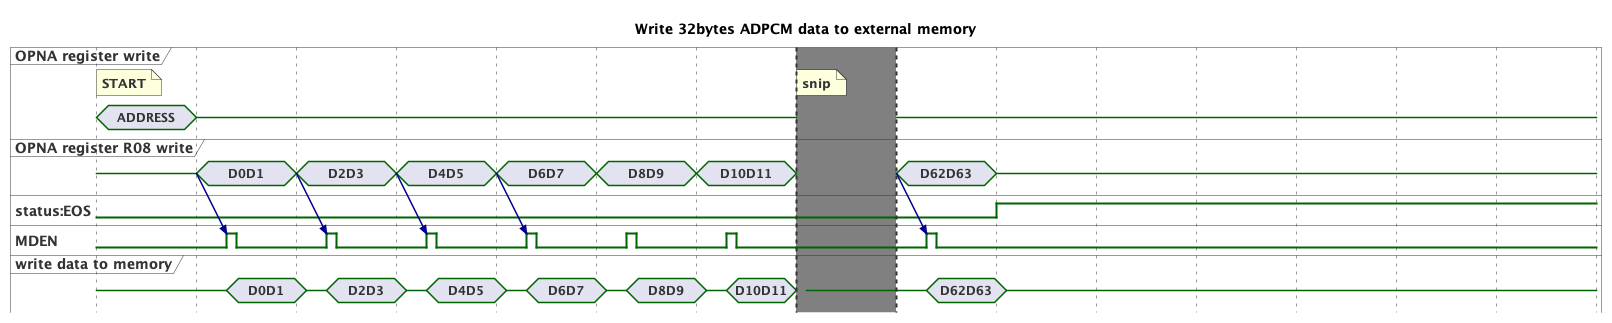 Write 32bytes ADPCM data to external memory
OPNA register write
START
snip
ADDRESS
OPNA register R08 write
D0D1 D2D3 D4D5 D6D7 D8D9 D10D11 D62D63
status:EOS
MDEN
write data to memory
D0D1 D2D3 D4D5 D6D7 D8D9 D10D11 D62D63